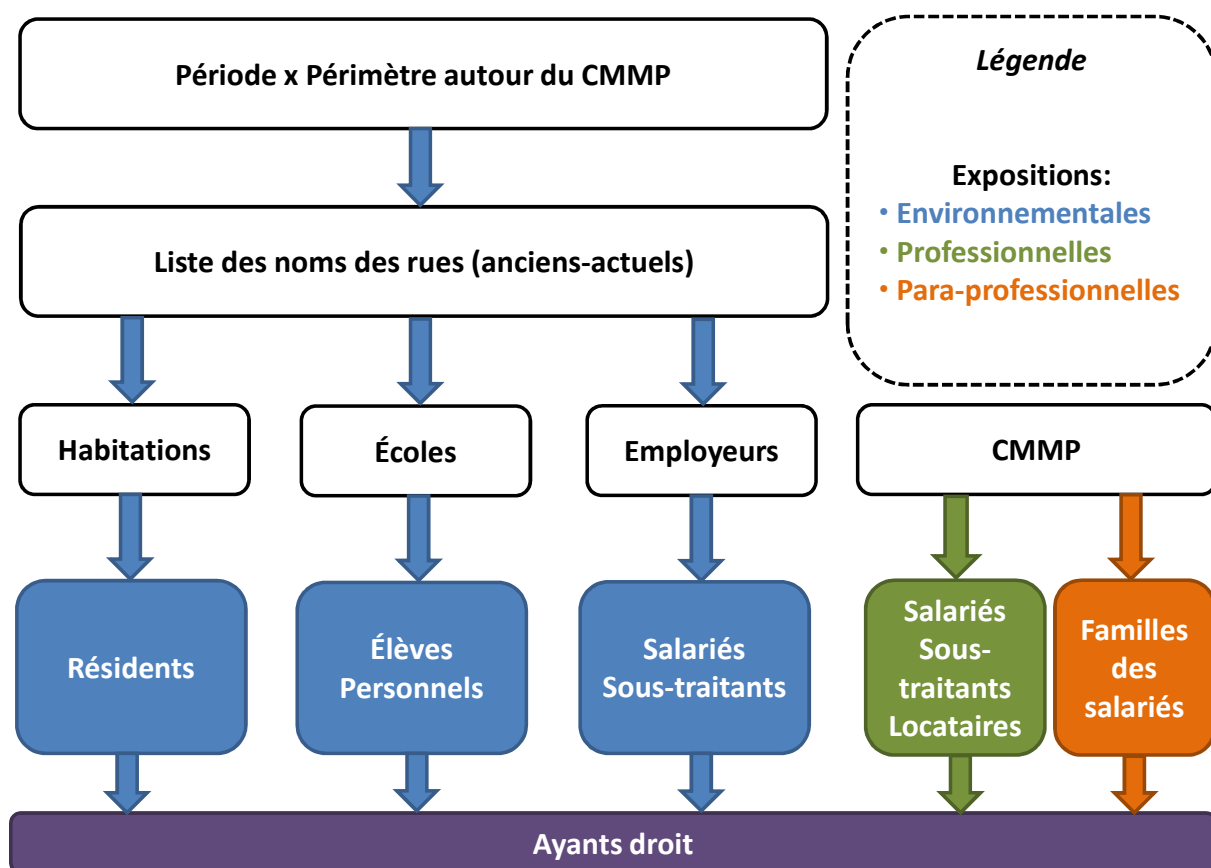 Période x Périmètre autour du CMMP
Légende
Expositions:
• Environnementales
• Professionnelles
• Para-professionnelles
Liste des noms des rues (anciens-actuels)
Habitations
Écoles
Employeurs
CMMP
Résidents
Élèves
Personnels
Salariés
Sous-traitants
Salariés
Sous-
traitants
Locataires
Familles
des
salariés
Ayants droit